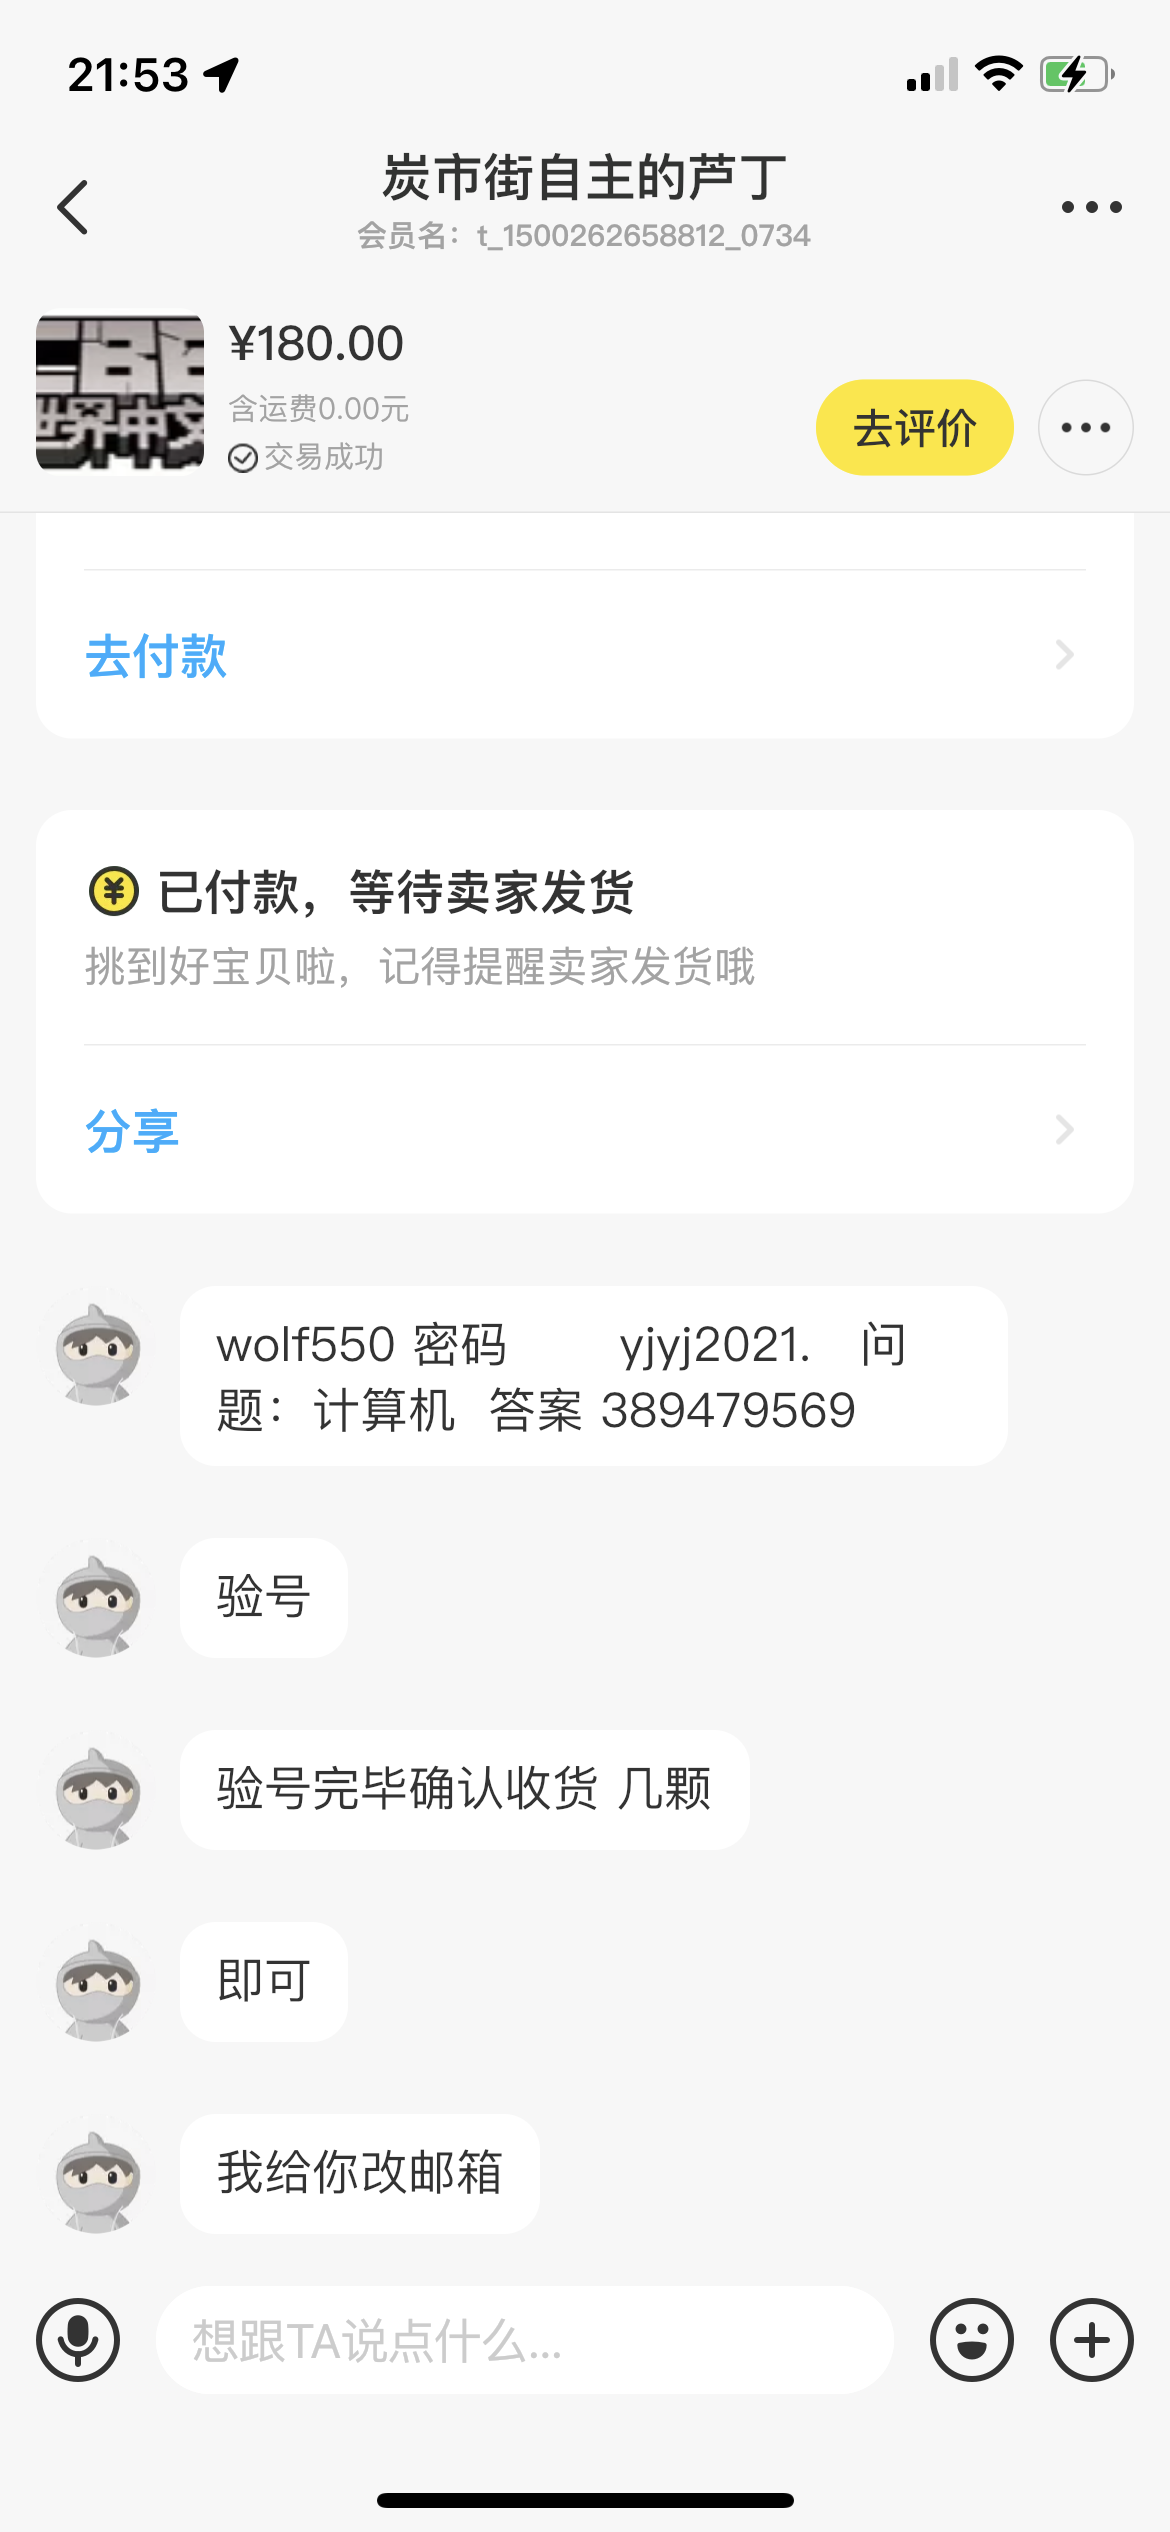 21:53
炭市街自主的芦丁
会员名：t_1500262658812_0734
¥180.00
含运费0.00元
交易成功
去评价
世界中文
去付款
已付款，等待卖家发货
挑到好宝贝啦，记得提醒卖家发货哦
分享
wolf550 密码 yjyj2021. 问
题：计算机 答案 389479569
验号
验号完毕确认收货 几颗
即可
我给你改邮箱
想跟TA说点什么...